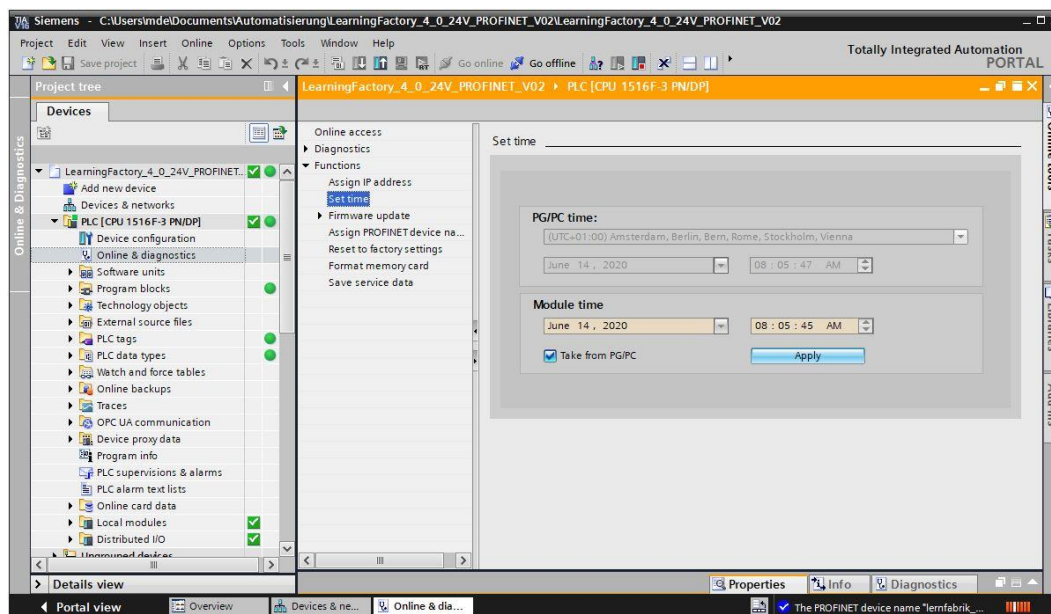 Siemens - C:\Users\mde\Documents\Automatisierung\LearningFactory_4_0_24V_PROFINET_V02\LearningFactory_4_0_24V_PROFINET_V02
Project Edit View Insert Online Options Tools Window Help
Totally Integrated Automation
PORTAL
Save project Go online Go offline
Project tree
LearningFactory_4_0_24V_PROFINET_V02 PLC [CPU 1516F-3 PN/DP]
Devices
Online & Diagnostics
LearningFactory_4_0_24V_PROFINET...
Add new device
Devices & networks
PLC [CPU 1516F-3 PN/DP]
Device configuration
Online & diagnostics
Software units
Program blocks
Technology objects
External source files
PLC tags
PLC data types
Watch and force tables
Online backups
Traces
OPC UA communication
Device proxy data
Program info
PLC supervisions & alarms
PLC alarm text lists
Online card data
Local modules
Distributed I/O
Ungrouped devices
Details view
Online access
Diagnostics
Functions
Assign IP address
Set time
Firmware update
Assign PROFINET device na...
Reset to factory settings
Format memory card
Save service data
Set time
PG/PC time:
(UTC+01:00) Amsterdam, Berlin, Bern, Rome, Stockholm, Vienna
June 14 , 2020 08 : 05 : 47 AM
Module time
June 14 , 2020 08 : 05 : 45 AM
Take from PG/PC Apply
Online tools
Tasks
Libraries
Properties Info Diagnostics
Portal view Overview Devices & ne... Online & dia... The PROFINET device name "lernfabrik_...